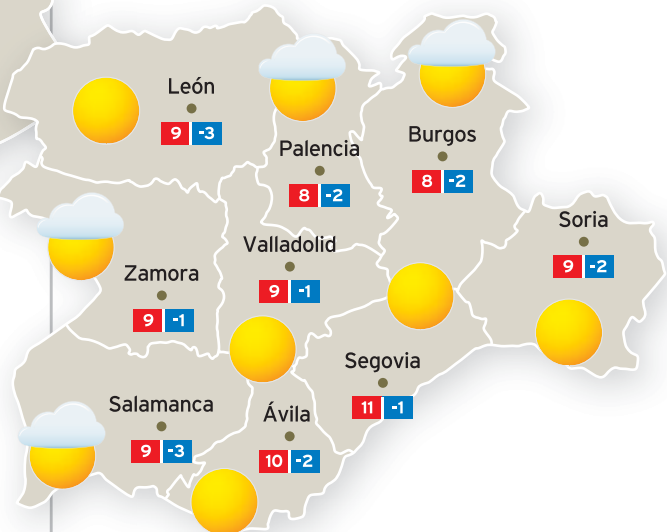 León
9 -3
Palencia
8 -2
Burgos
8 -2
Soria
9 -2
Valladolid
9 -1
Zamora
9 -1
Segovia
11 -1
Salamanca
9 -3
Ávila
10 -2